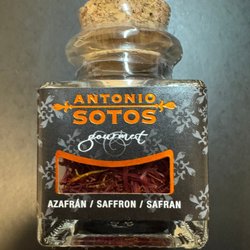 ANTONIO
SOTOS
gourmet
AZAFRÁN / SAFFRON / SAFRAN